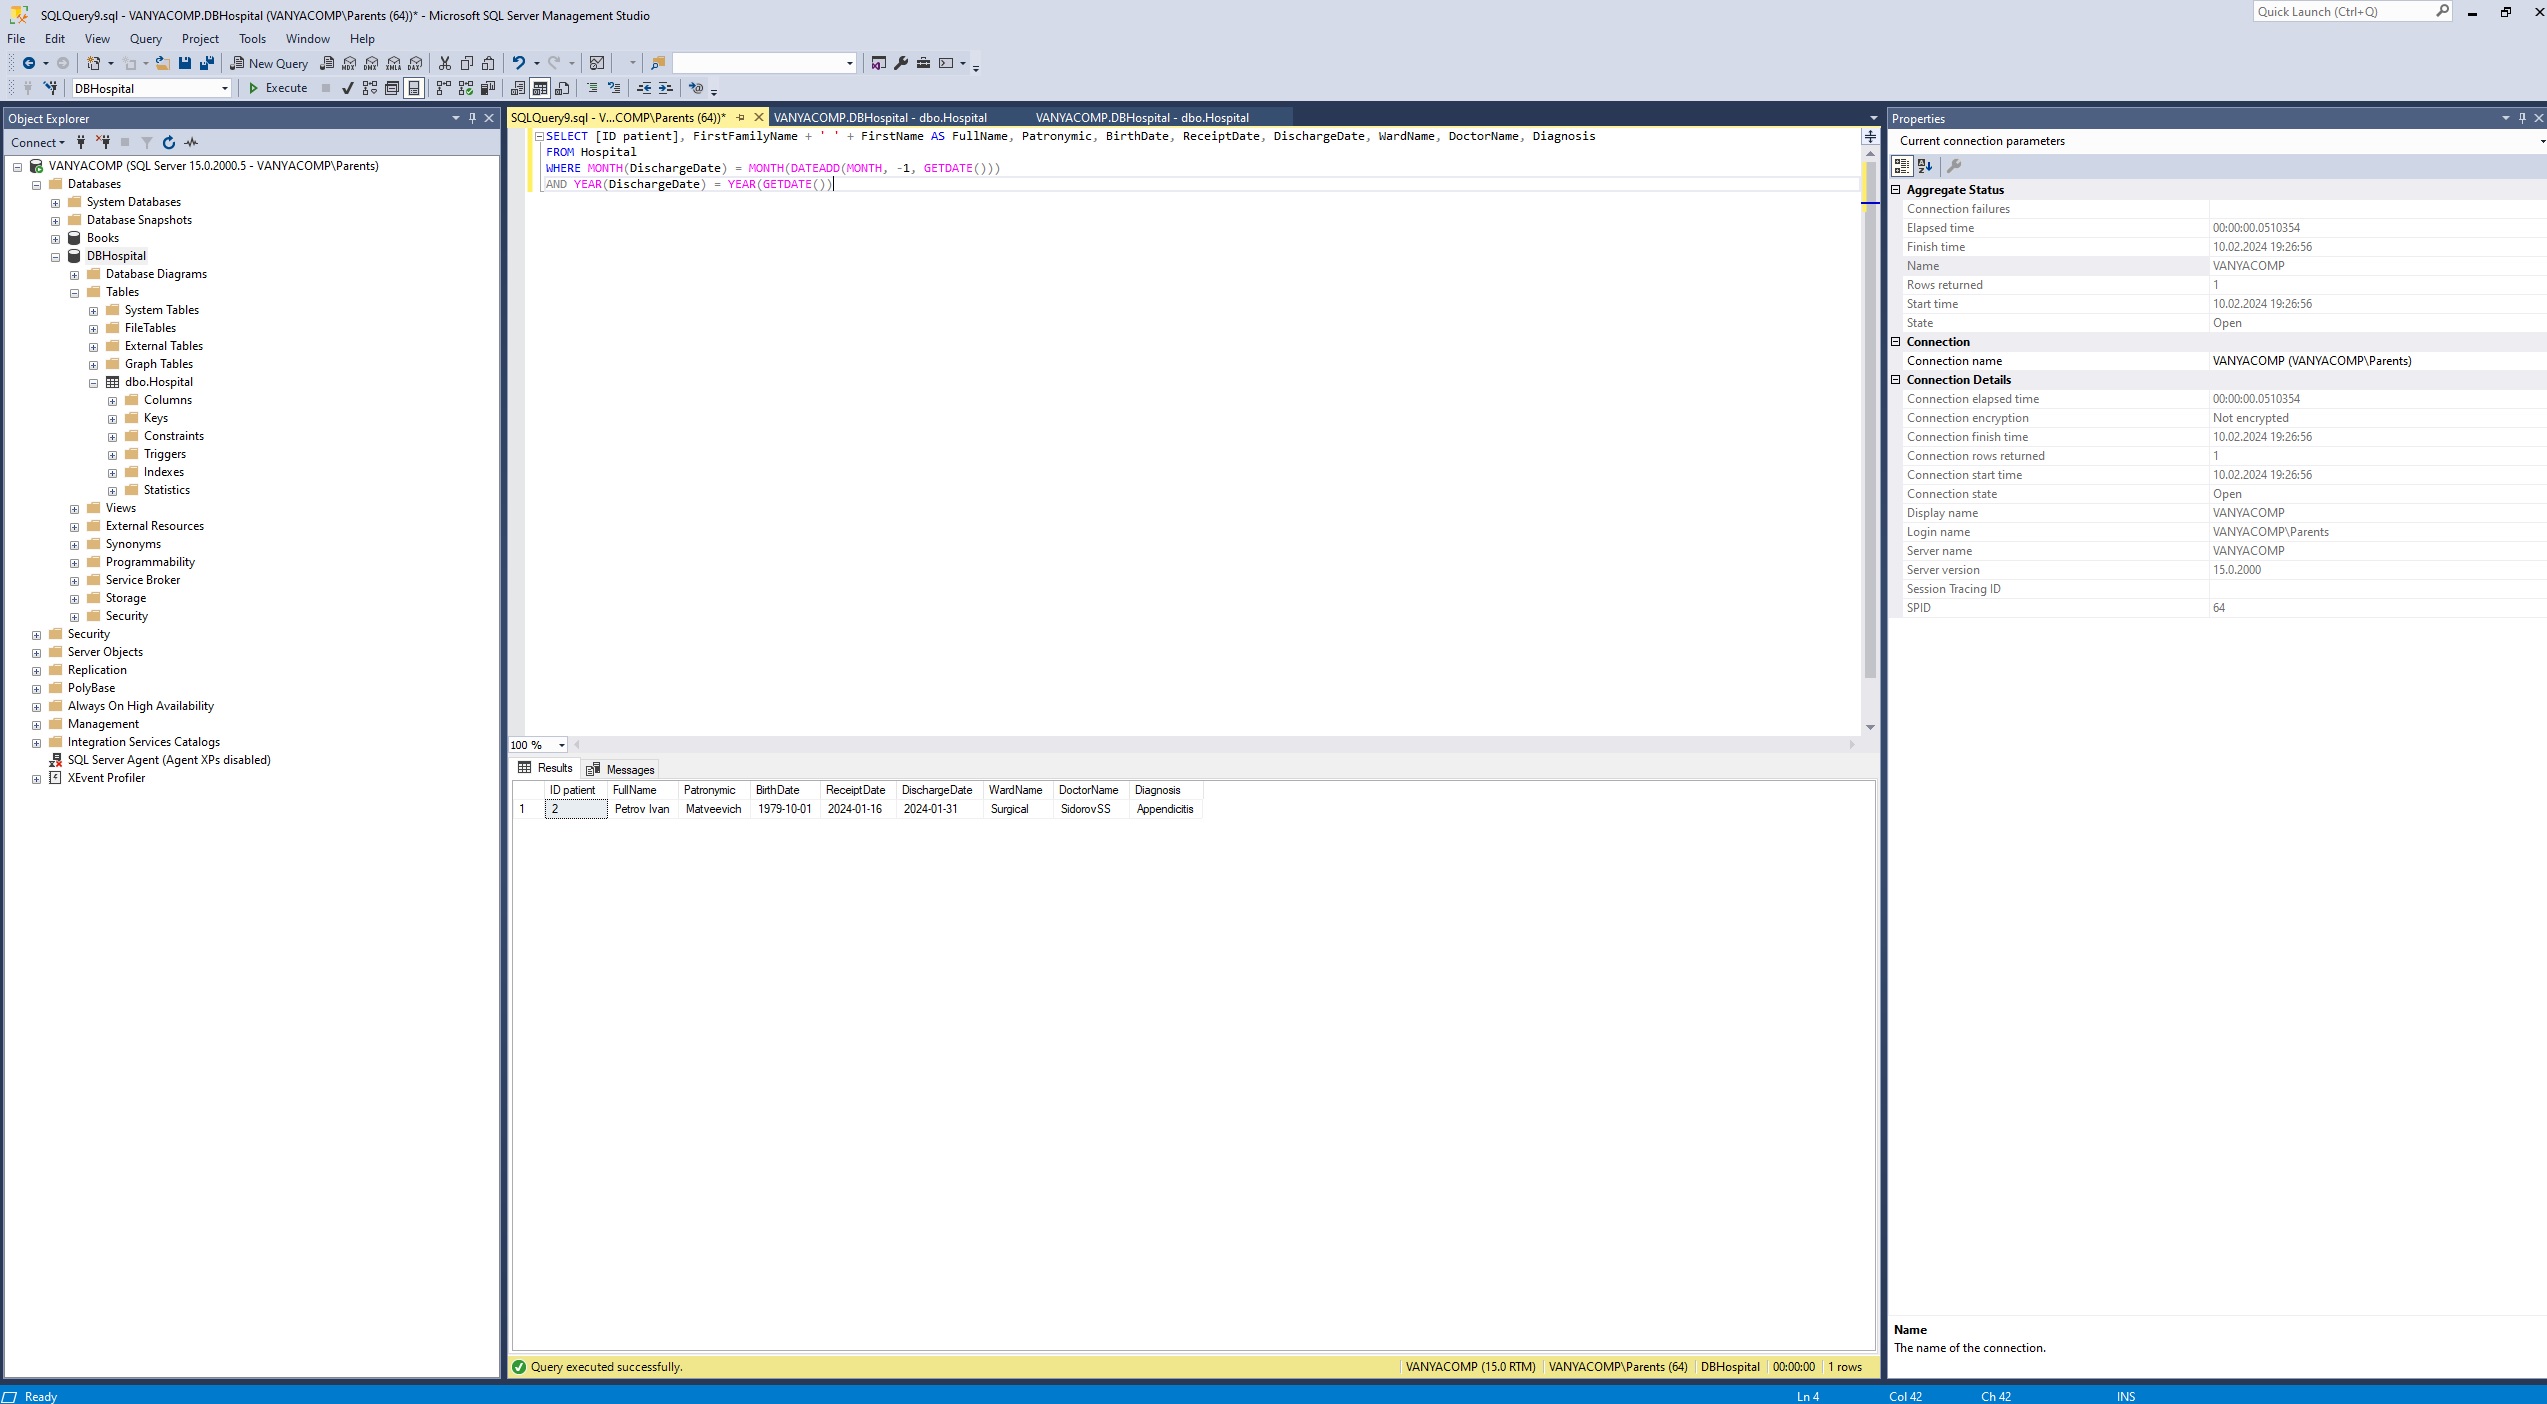 SQLQuery9.sql - VANYACOMP.DBHospital (VANYACOMP\Parents (64))* - Microsoft SQL Server Management Studio
Quick Launch (Ctrl+Q)
File Edit View Query Project Tools Window Help
New Query
DBHospital
Execute
Object Explorer
Connect
VANYACOMP (SQL Server 15.0.2000.5 - VANYACOMP\Parents)
Databases
System Databases
Database Snapshots
Books
DBHospital
Database Diagrams
Tables
System Tables
FileTables
External Tables
Graph Tables
dbo.Hospital
Columns
Keys
Constraints
Triggers
Indexes
Statistics
Views
External Resources
Synonyms
Programmability
Service Broker
Storage
Security
Security
Server Objects
Replication
PolyBase
Always On High Availability
Management
Integration Services Catalogs
SQL Server Agent (Agent XPs disabled)
XEvent Profiler
SQLQuery9.sql - V...COMP\Parents (64))* VANYACOMP.DBHospital - dbo.Hospital VANYACOMP.DBHospital - dbo.Hospital
SELECT [ID patient], FirstFamilyName + ' ' + FirstName AS FullName, Patronymic, BirthDate, ReceiptDate, DischargeDate, WardName, DoctorName, Diagnosis
FROM Hospital
WHERE MONTH(DischargeDate) = MONTH(DATEADD(MONTH, -1, GETDATE()))
AND YEAR(DischargeDate) = YEAR(GETDATE())
100 %
Results Messages
ID patient FullName Patronymic BirthDate ReceiptDate DischargeDate WardName DoctorName Diagnosis
1 2 Petrov Ivan Matveevich 1979-10-01 2024-01-16 2024-01-31 Surgical SidorovSS Appendicitis
Query executed successfully. VANYACOMP (15.0 RTM) VANYACOMP\Parents (64) DBHospital 00:00:00 1 rows
Properties
Current connection parameters
Aggregate Status
Connection failures
Elapsed time 00:00:00.0510354
Finish time 10.02.2024 19:26:56
Name VANYACOMP
Rows returned 1
Start time 10.02.2024 19:26:56
State Open
Connection
Connection name VANYACOMP (VANYACOMP\Parents)
Connection Details
Connection elapsed time 00:00:00.0510354
Connection encryption Not encrypted
Connection finish time 10.02.2024 19:26:56
Connection rows returned 1
Connection start time 10.02.2024 19:26:56
Connection state Open
Display name VANYACOMP
Login name VANYACOMP\Parents
Server name VANYACOMP
Server version 15.0.2000
Session Tracing ID
SPID 64
Name
The name of the connection.
Ready Ln 4 Col 42 Ch 42 INS